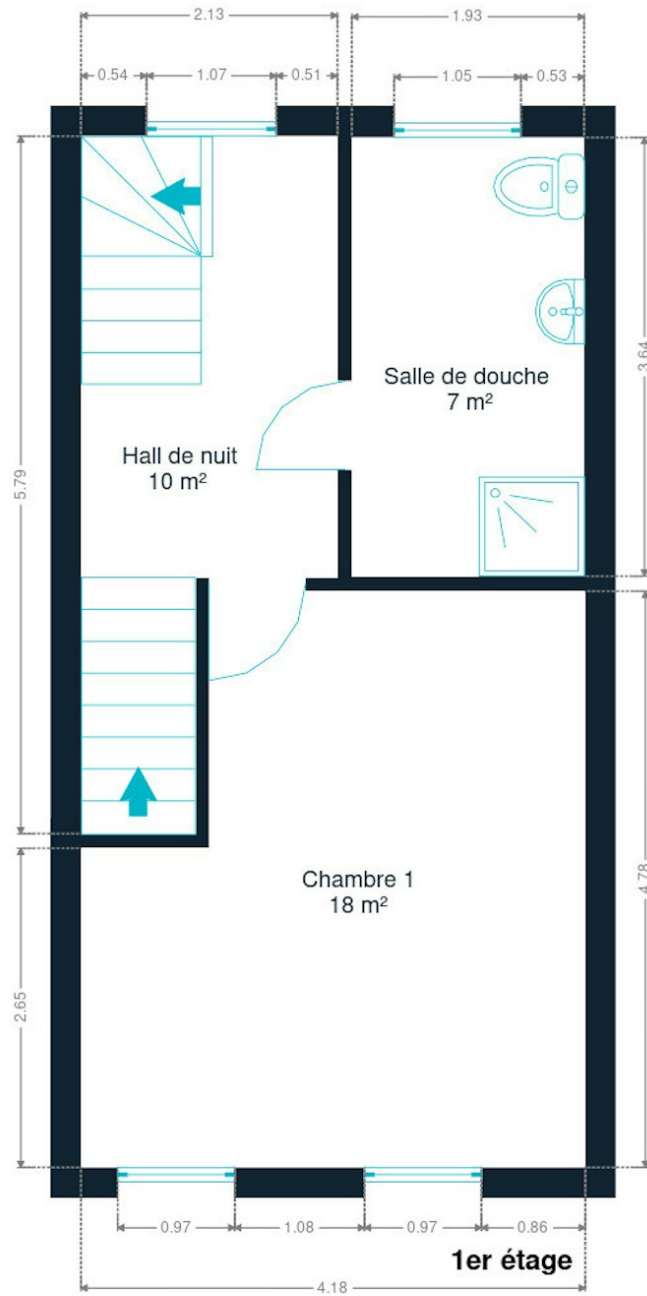 2.13
1.93
0.54
1.07
0.51
1.05
0.53
3.64
Salle de douche
7 m²
Hall de nuit
10 m²
5.79
Chambre 1
18 m²
4.78
2.65
0.97
1.08
0.97
0.86
1er étage
4.18